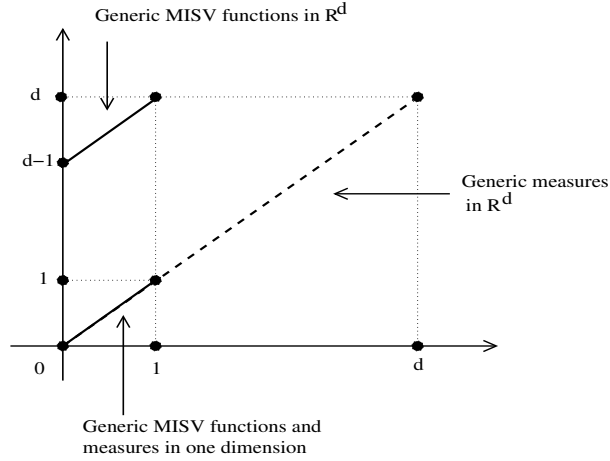 Generic MISV functions in R^d
d
d−1
Generic measures
in R^d
1
0
1
d
Generic MISV functions and
measures in one dimension